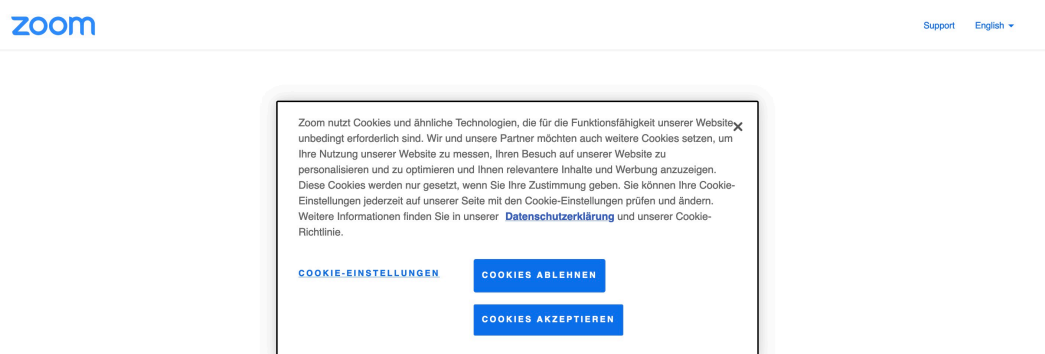 zoom
Support English
Zoom nutzt Cookies und ähnliche Technologien, die für die Funktionsfähigkeit unserer Website
unbedingt erforderlich sind. Wir und unsere Partner möchten auch weitere Cookies setzen, um
Ihre Nutzung unserer Website zu messen, Ihren Besuch auf unserer Website zu
personalisieren und zu optimieren und Ihnen relevantere Inhalte und Werbung anzuzeigen.
Diese Cookies werden nur gesetzt, wenn Sie Ihre Zustimmung geben. Sie können Ihre Cookie-
Einstellungen jederzeit auf unserer Seite mit den Cookie-Einstellungen prüfen und ändern.
Weitere Informationen finden Sie in unserer Datenschutzerklärung und unserer Cookie-
Richtlinie.
COOKIE-EINSTELLUNGEN COOKIES ABLEHNEN
COOKIES AKZEPTIEREN